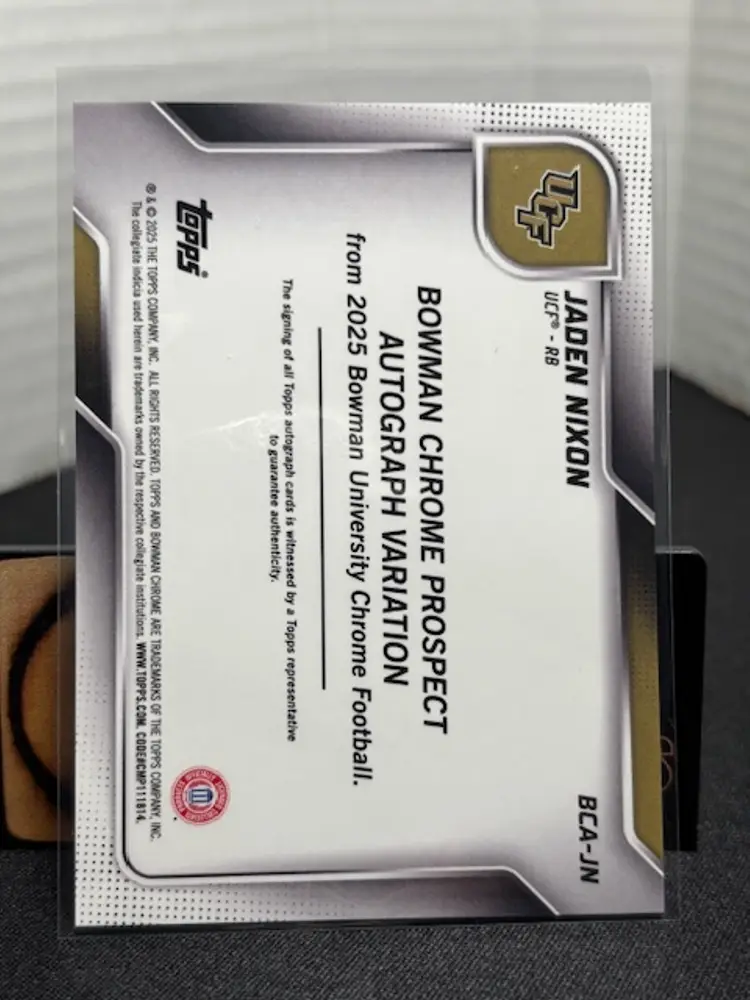 UCF
JADEN NIXON
UCF® - RB
BCA-JN
BOWMAN CHROME PROSPECT
AUTOGRAPH VARIATION
from 2025 Bowman University Chrome Football.
The signing of all Topps autograph cards is witnessed by a Topps representative
to guarantee authenticity.
topps®
® & © 2025 THE TOPPS COMPANY, INC. ALL RIGHTS RESERVED. TOPPS AND BOWMAN CHROME ARE TRADEMARKS OF THE TOPPS COMPANY, INC.
The collegiate indicia used herein are trademarks owned by the respective collegiate institutions. WWW.TOPPS.COM. CODE#CMP111814.